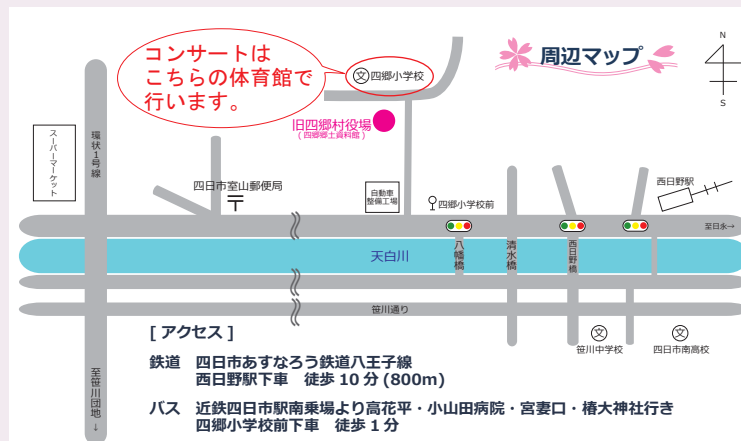 コンサートは
こちらの体育館で
行います。
文 四郷小学校
周辺マップ
N
S
旧四郷村役場
(四郷郷土資料館)
スーパーマーケット
環状1号線
四日市室山郵便局
〒
自動車
整備工場
四郷小学校前
西日野駅
至日永→
天白川
八幡橋
清水橋
西日野橋
笹川通り
文
笹川中学校
文
四日市南高校
至笹川団地→
[ アクセス ]
鉄道 四日市あすなろう鉄道八王子線
西日野駅下車 徒歩 10 分 (800m)
バス 近鉄四日市駅南乗場より高花平・小山田病院・宮妻口・椿大神社行き
四郷小学校前下車 徒歩 1 分